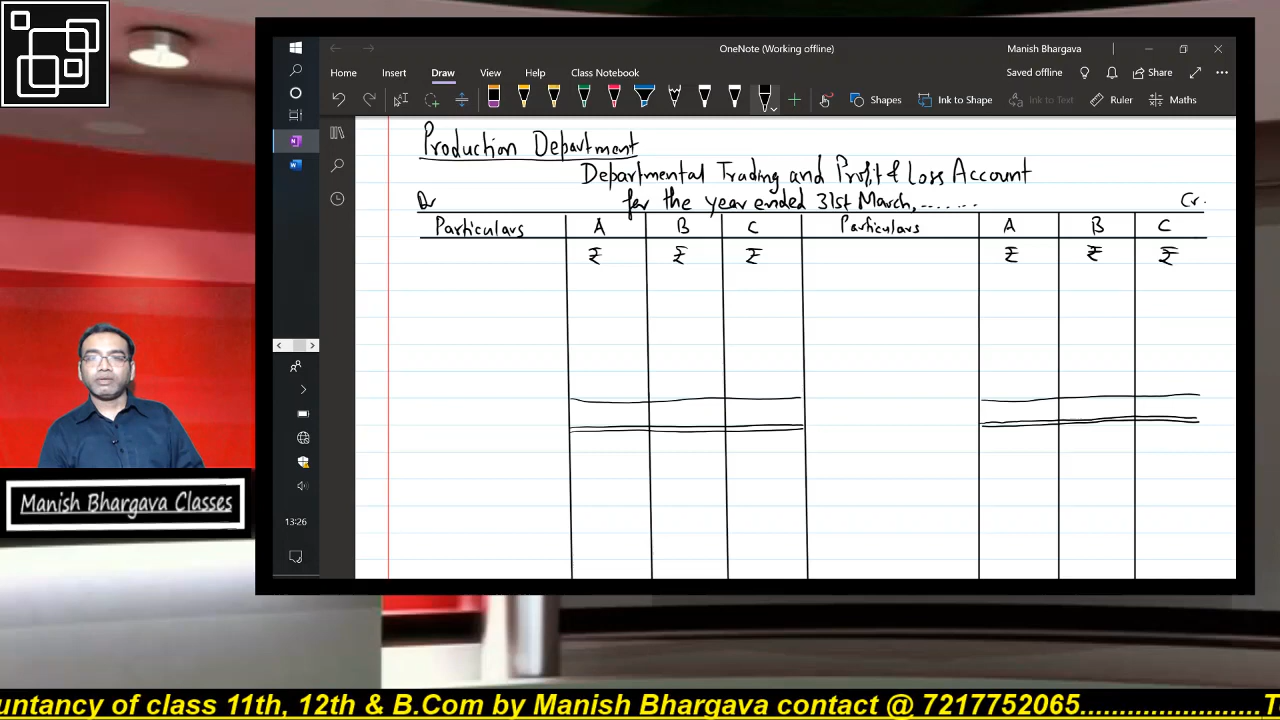 OneNote (Working offline)
Manish Bhargava
Home Insert Draw View Help Class Notebook
Saved offline
Share
Shapes
Ink to Shape
Ink to Text
Ruler
Maths
Production Department
Departmental Trading and Profit & Loss Account
Dr for the year ended 31st March,....... Cr.
Particulars A B C Particulars A B C
₹ ₹ ₹ ₹ ₹ ₹
Manish Bhargava Classes
13:26
untancy of class 11th, 12th & B.Com by Manish Bhargava contact @ 7217752065.......................T